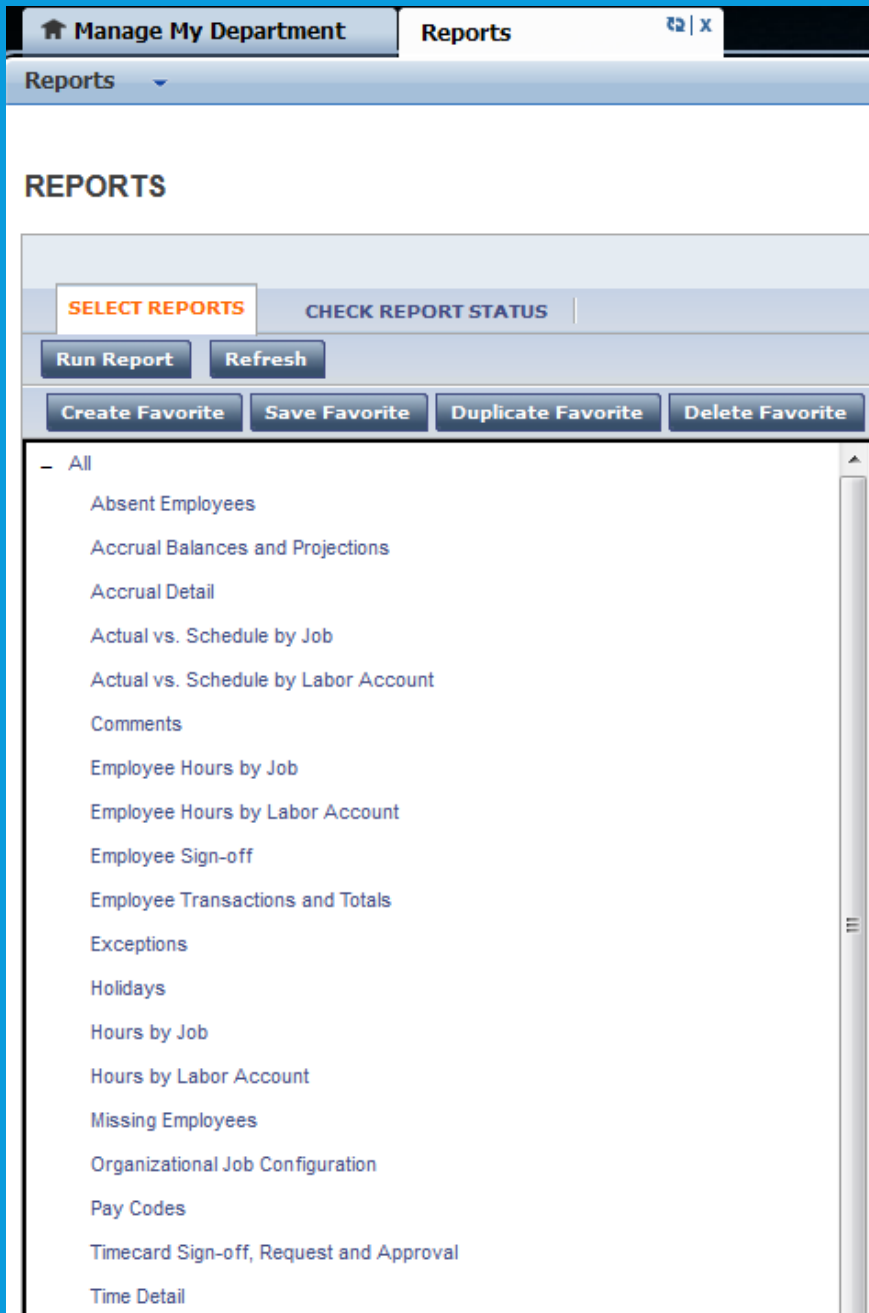 Manage My Department Reports X
Reports
REPORTS
SELECT REPORTS CHECK REPORT STATUS
Run Report Refresh
Create Favorite Save Favorite Duplicate Favorite Delete Favorite
All
Absent Employees
Accrual Balances and Projections
Accrual Detail
Actual vs. Schedule by Job
Actual vs. Schedule by Labor Account
Comments
Employee Hours by Job
Employee Hours by Labor Account
Employee Sign-off
Employee Transactions and Totals
Exceptions
Holidays
Hours by Job
Hours by Labor Account
Missing Employees
Organizational Job Configuration
Pay Codes
Timecard Sign-off, Request and Approval
Time Detail